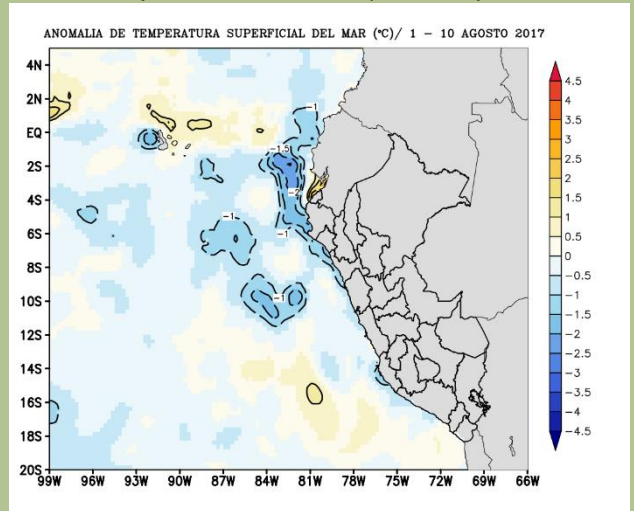 ANOMALIA DE TEMPERATURA SUPERFICIAL DEL MAR (°C)/ 1 – 10 AGOSTO 2017
4N
2N
EQ
2S
4S
6S
8S
10S
12S
14S
16S
18S
20S
99W 96W 93W 90W 87W 84W 81W 78W 75W 72W 69W 66W
-1
-1.5
-2
-1
-1
-1
4.5
4
3.5
3
2.5
2
1.5
1
0.5
0
-0.5
-1
-1.5
-2
-2.5
-3
-3.5
-4
-4.5